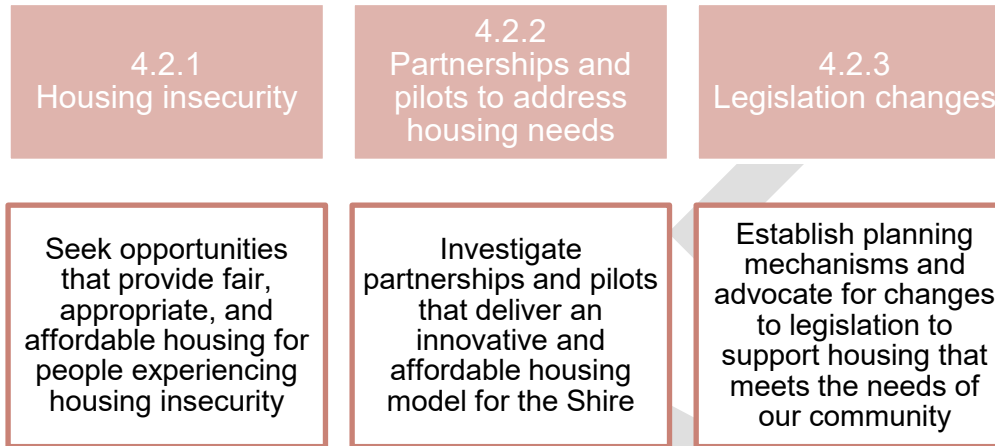 4.2.1
Housing insecurity
4.2.2
Partnerships and
pilots to address
housing needs
4.2.3
Legislation changes
Seek opportunities
that provide fair,
appropriate, and
affordable housing for
people experiencing
housing insecurity
Investigate
partnerships and pilots
that deliver an
innovative and
affordable housing
model for the Shire
Establish planning
mechanisms and
advocate for changes
to legislation to
support housing that
meets the needs of
our community